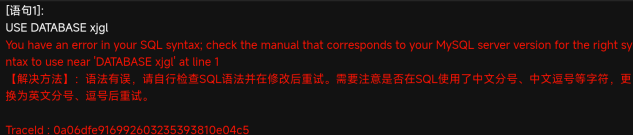 [语句1]:
USE DATABASE xjgl
You have an error in your SQL syntax; check the manual that corresponds to your MySQL server version for the right sy
ntax to use near 'DATABASE xjgl' at line 1
【解决方法】：语法有误，请自行检查SQL语法并在修改后重试。需要注意是否在SQL使用了中文分号、中文逗号等字符，更
换为英文分号、逗号后重试。
TraceId : 0a06dfe916992603235393810e04c5